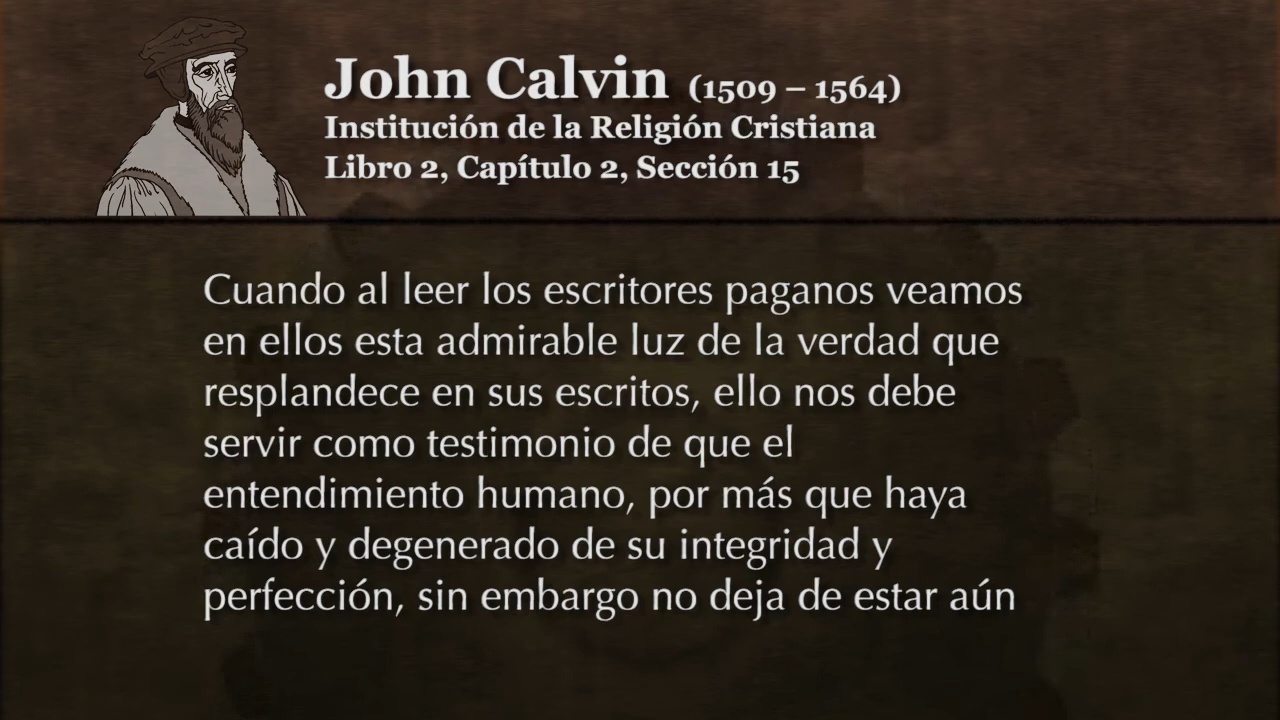 John Calvin (1509 – 1564)
Institución de la Religión Cristiana
Libro 2, Capítulo 2, Sección 15
Cuando al leer los escritores paganos veamos
en ellos esta admirable luz de la verdad que
resplandece en sus escritos, ello nos debe
servir como testimonio de que el
entendimiento humano, por más que haya
caído y degenerado de su integridad y
perfección, sin embargo no deja de estar aún